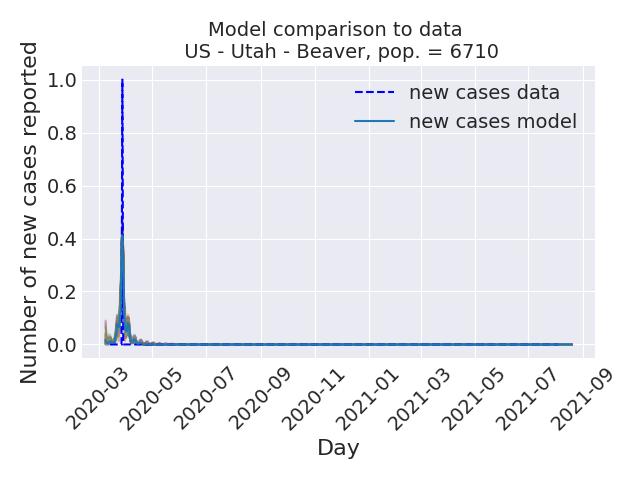 Model comparison to data
US - Utah - Beaver, pop. = 6710
Number of new cases reported
1.0
0.8
0.6
0.4
0.2
0.0
new cases data
new cases model
2020-03
2020-05
2020-07
2020-09
2020-11
2021-01
2021-03
2021-05
2021-07
2021-09
Day